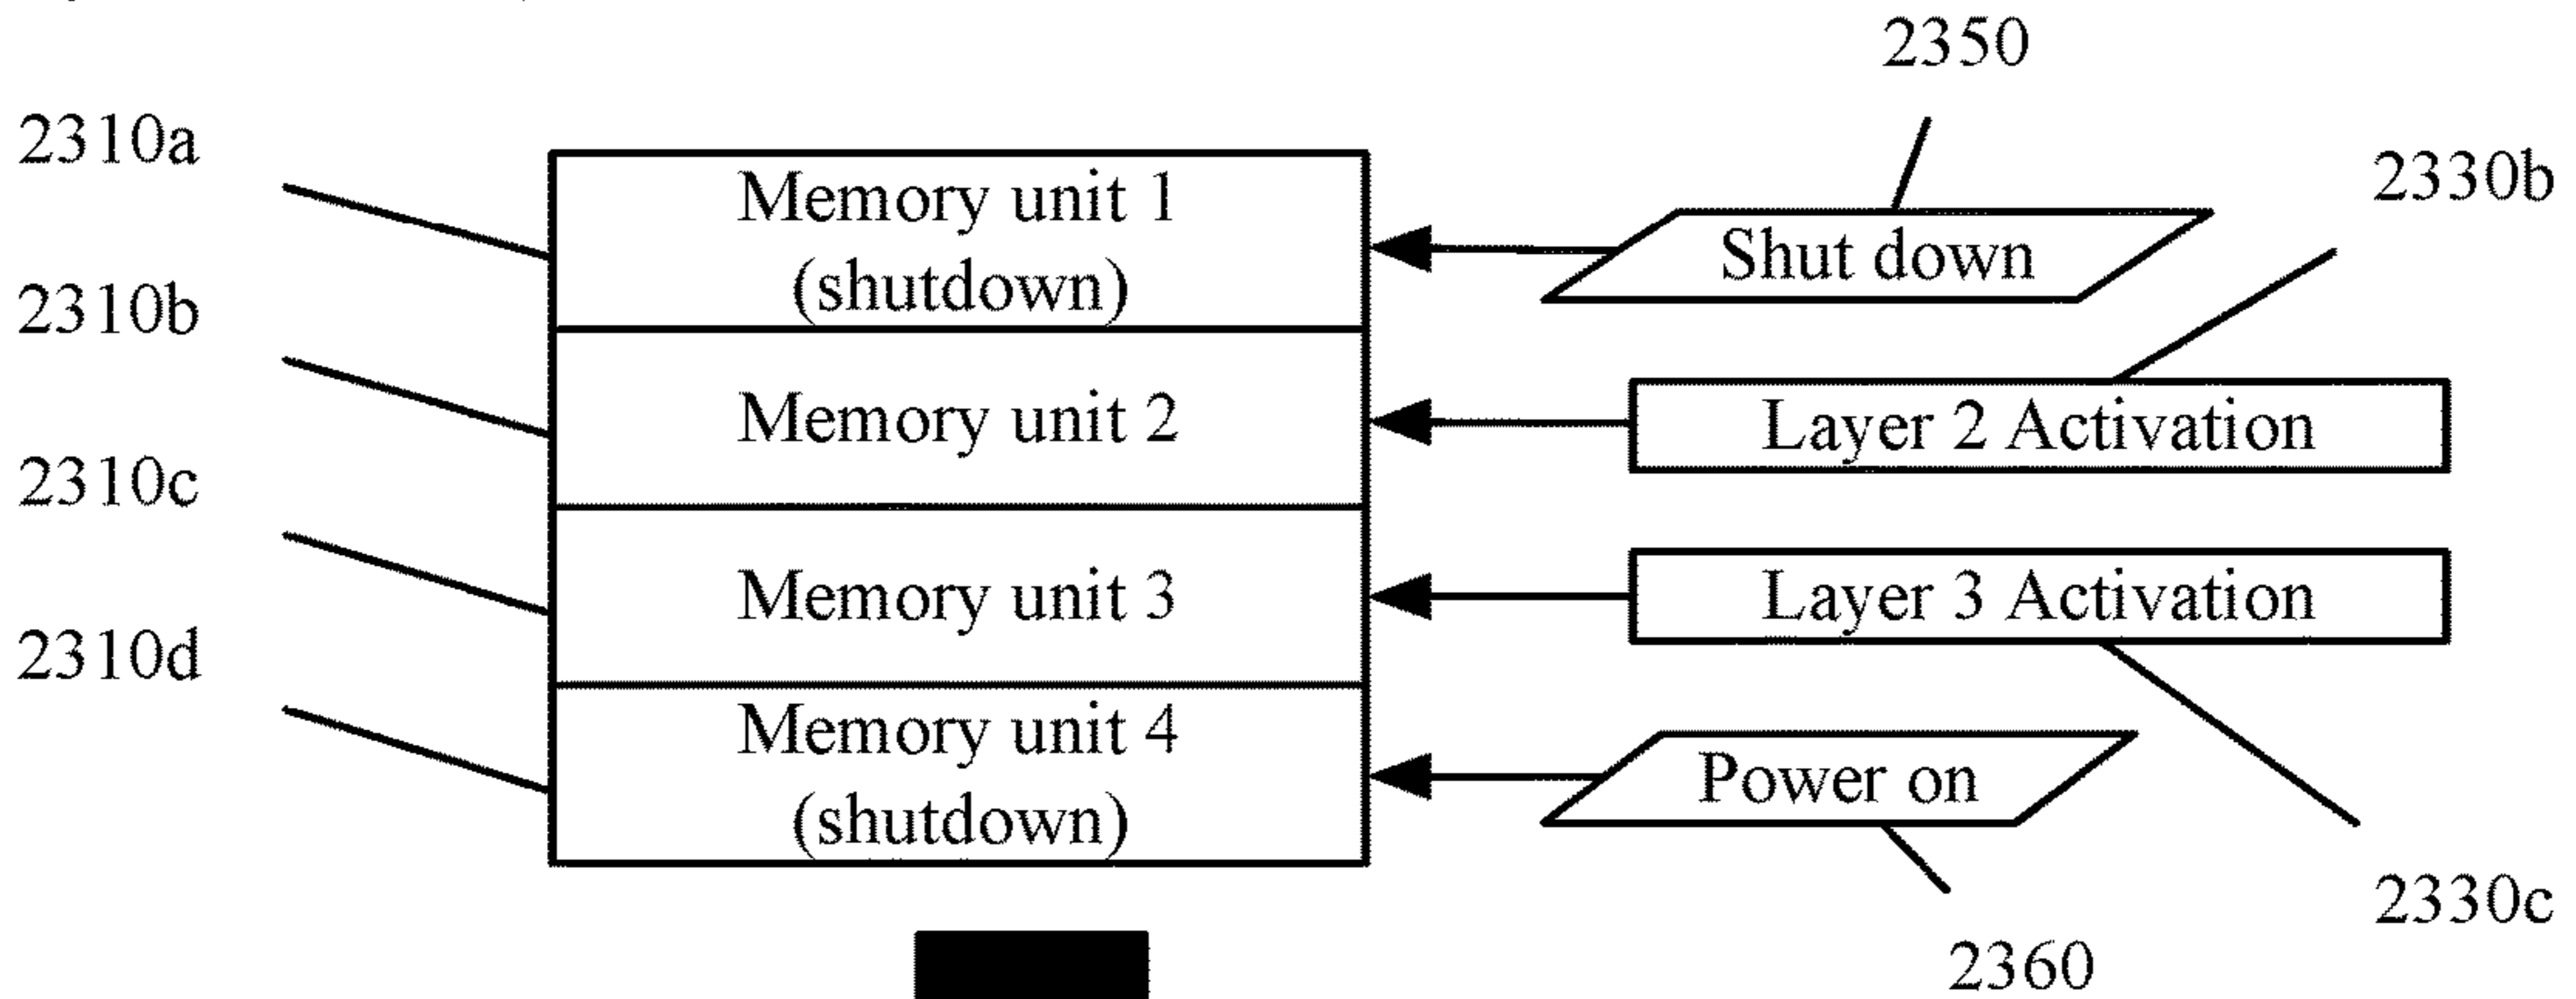 2350
2310a
2330b
Memory unit 1
(shutdown)
Shut down
2310b
Memory unit 2
Layer 2 Activation
2310c
Memory unit 3
Layer 3 Activation
2310d
Memory unit 4
(shutdown)
Power on
2330c
2360